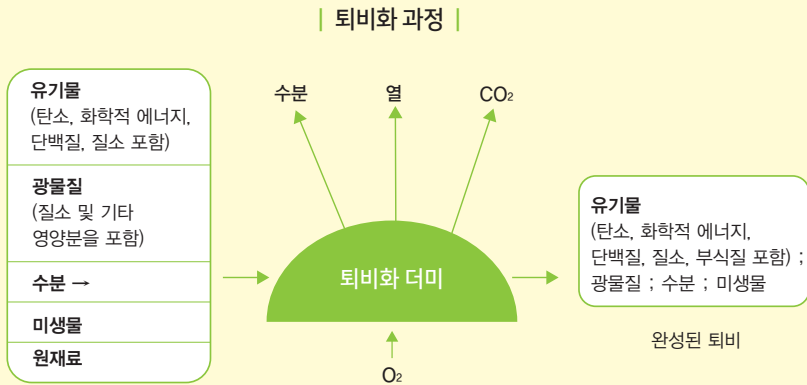 | 퇴비화 과정 |
유기물
(탄소, 화학적 에너지,
단백질, 질소 포함)
광물질
(질소 및 기타
영양분을 포함)
수분 →
미생물
원재료
수분
열
CO₂
퇴비화 더미
O₂
유기물
(탄소, 화학적 에너지,
단백질, 질소, 부식질 포함) ;
광물질 ; 수분 ; 미생물
완성된 퇴비